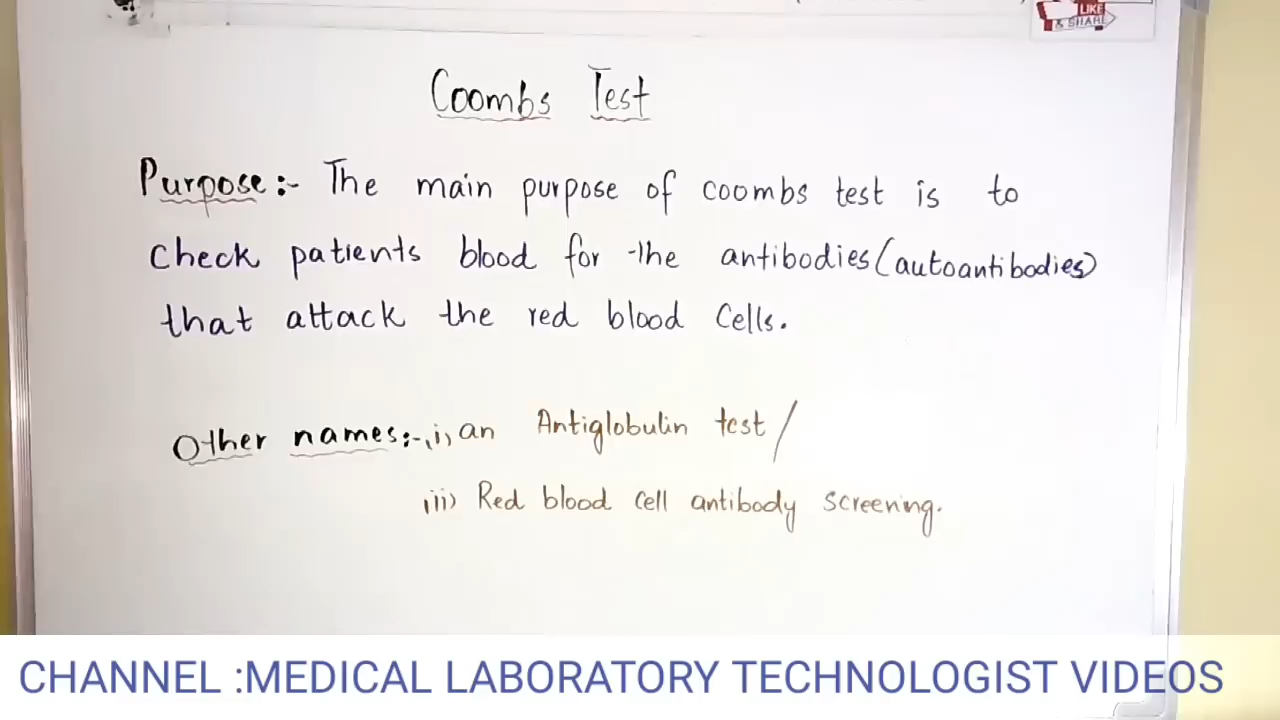 LIKE
& SHARE
Coombs Test
Purpose:- The main purpose of coombs test is to
check patients blood for the antibodies(autoantibodies)
that attack the red blood Cells.
Other names:-,i, an Antiglobulin test/
(ii) Red blood cell antibody screening.
CHANNEL :MEDICAL LABORATORY TECHNOLOGIST VIDEOS